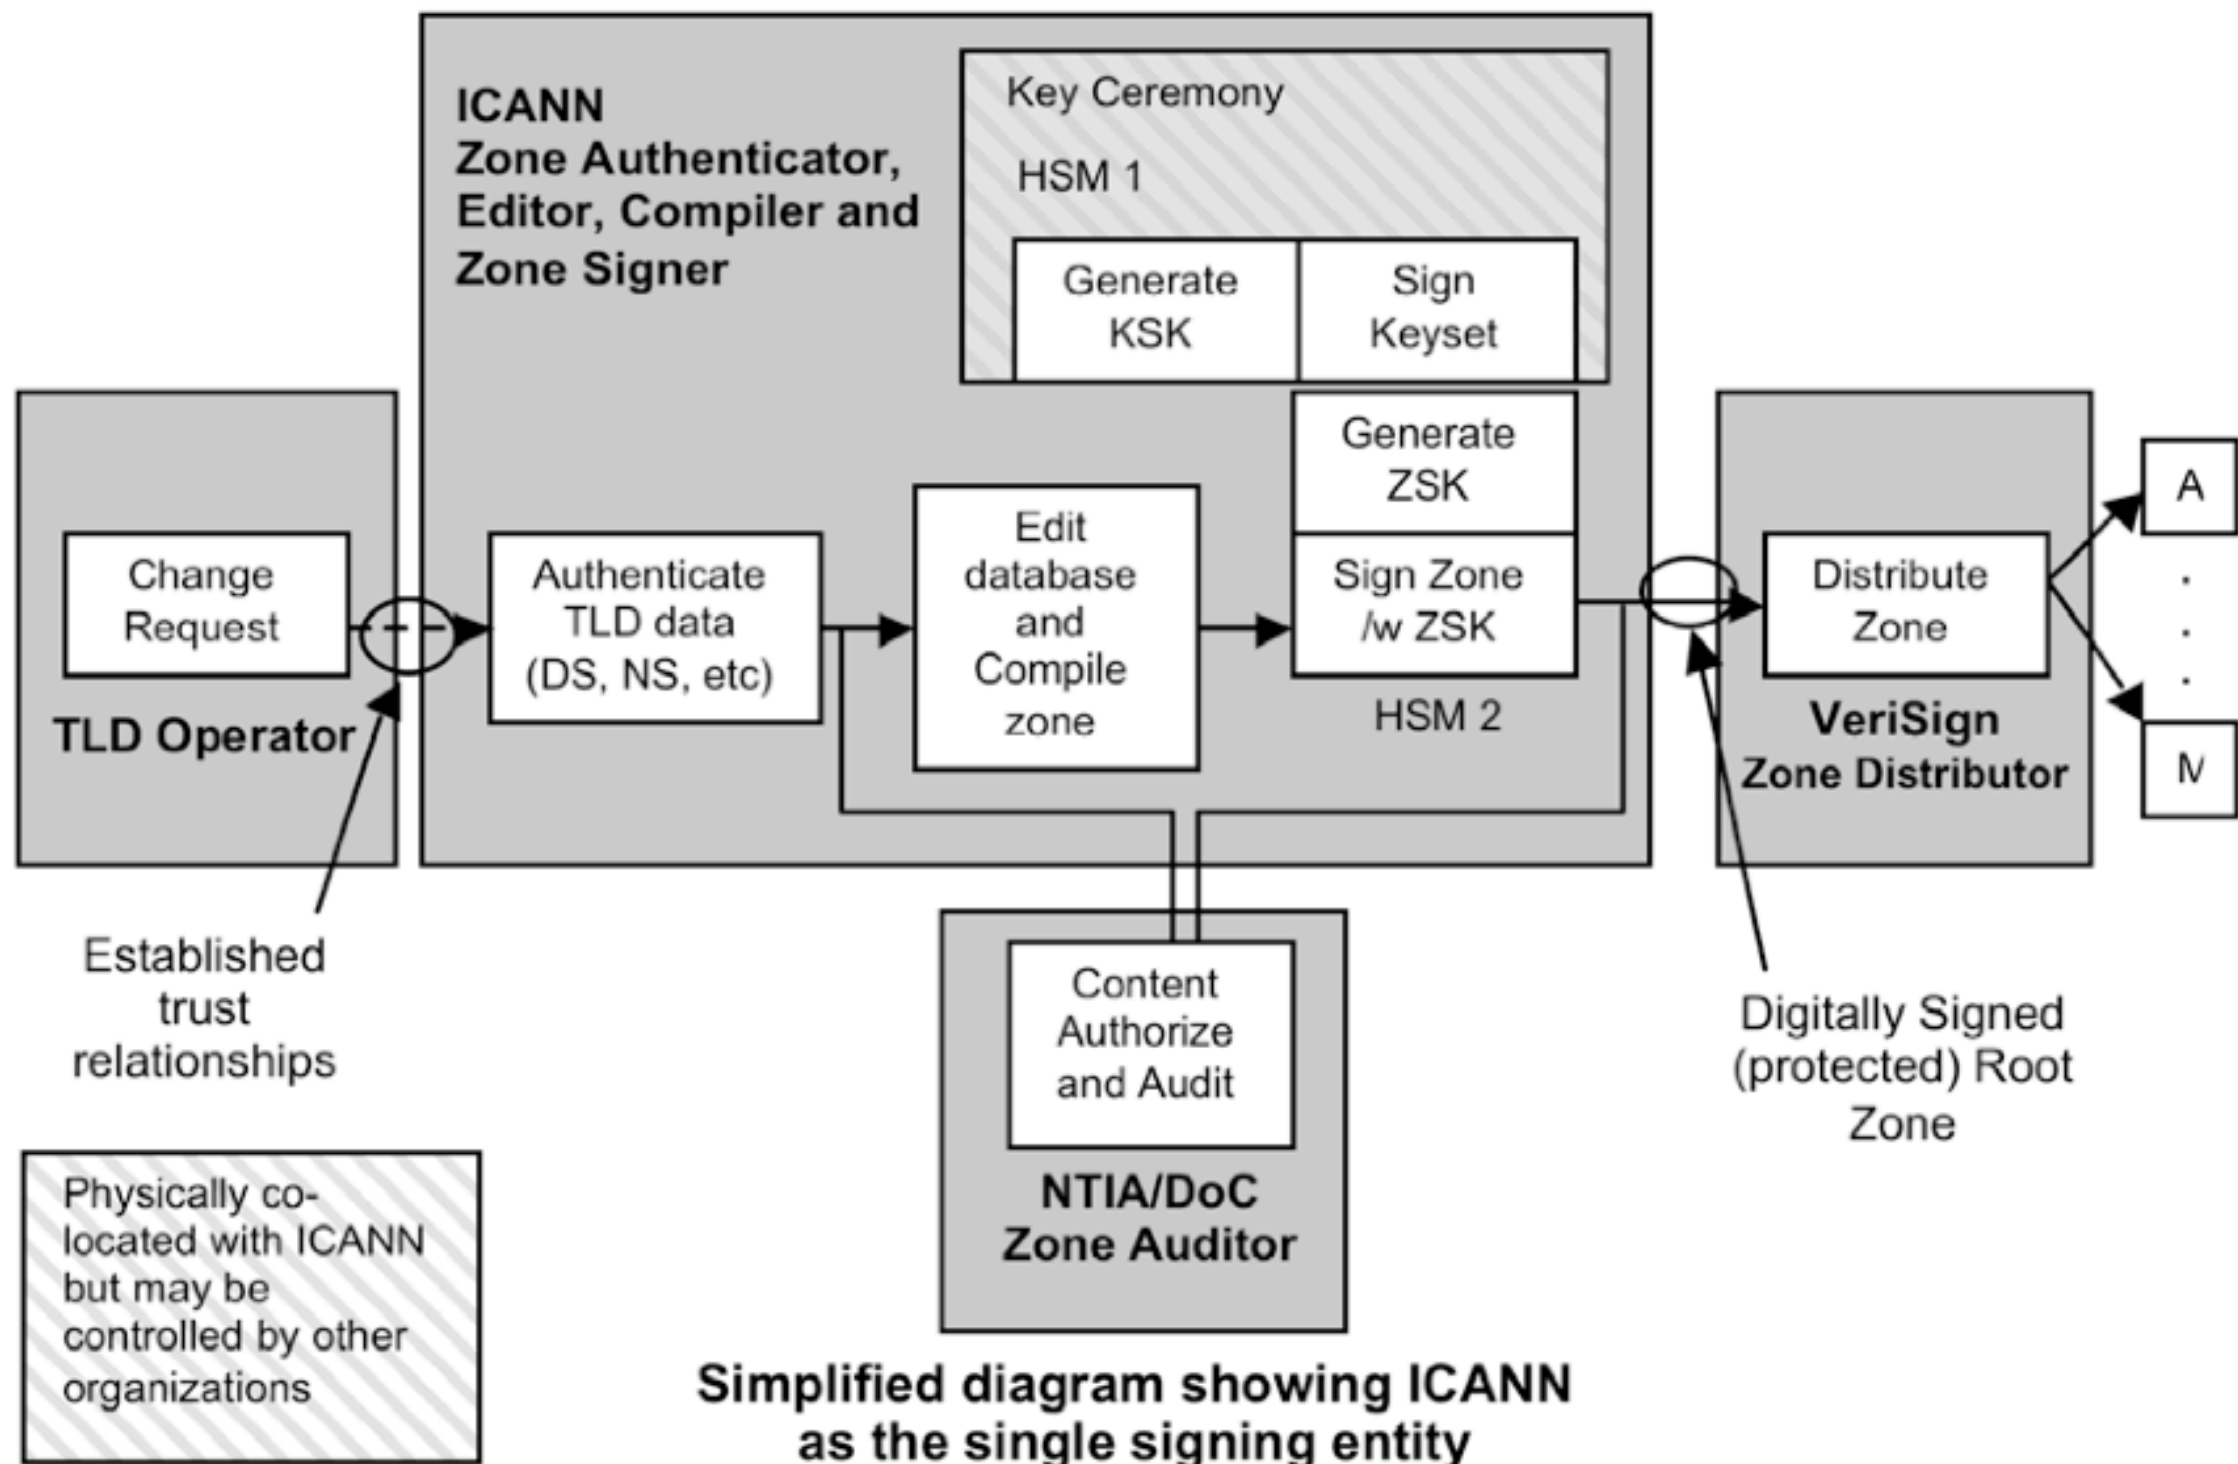 ICANN
Zone Authenticator,
Editor, Compiler and
Zone Signer
Key Ceremony
HSM 1
Generate
KSK
Sign
Keyset
Generate
ZSK
Sign Zone
/w ZSK
HSM 2
Change
Request
TLD Operator
Authenticate
TLD data
(DS, NS, etc)
Edit
database
and
Compile
zone
Distribute
Zone
VeriSign
Zone Distributor
A
.
.
.
M
Established
trust
relationships
Content
Authorize
and Audit
NTIA/DoC
Zone Auditor
Digitally Signed
(protected) Root
Zone
Physically co-
located with ICANN
but may be
controlled by other
organizations
Simplified diagram showing ICANN
as the single signing entity